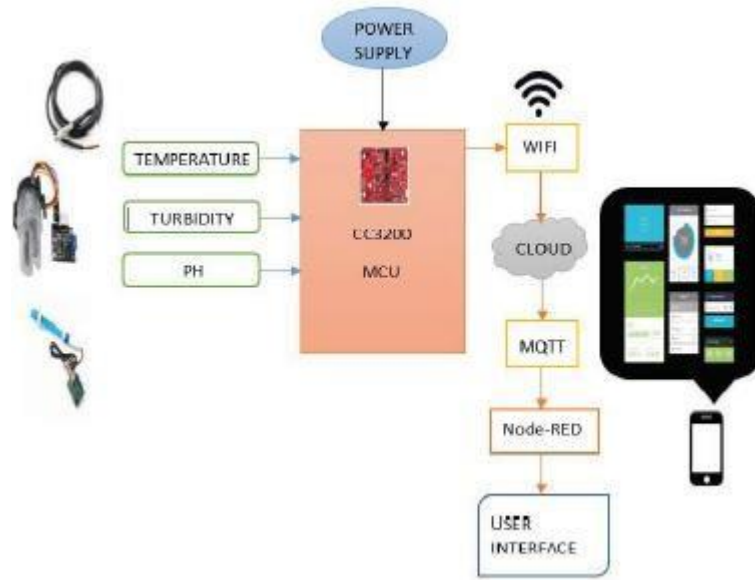 POWER
SUPPLY
TEMPERATURE
TURBIDITY
PH
CC3200
MCU
WIFI
CLOUD
MQTT
Node-RED
USER
INTERFACE